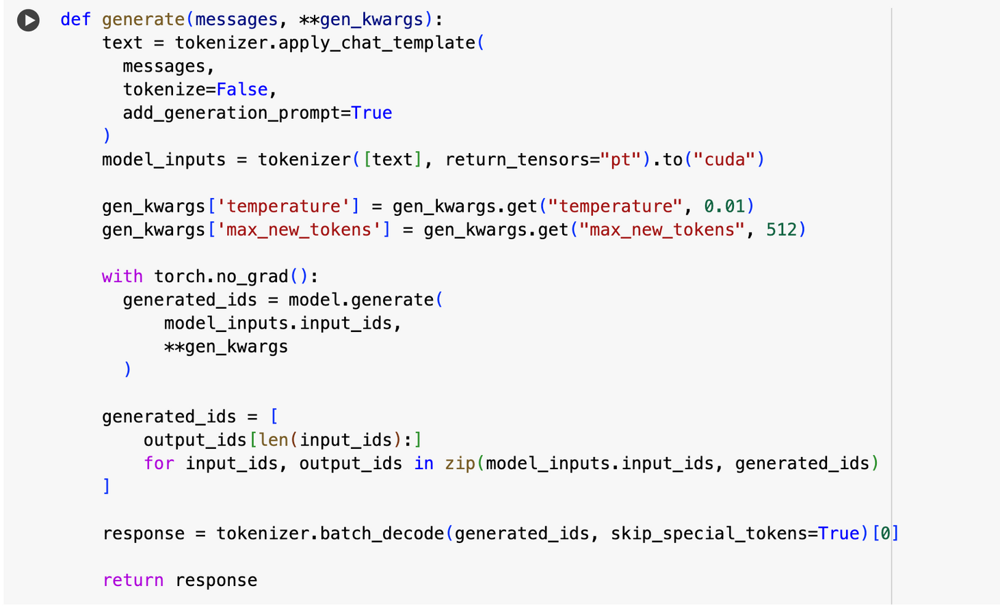 def generate(messages, **gen_kwargs):
    text = tokenizer.apply_chat_template(
      messages,
      tokenize=False,
      add_generation_prompt=True
    )
    model_inputs = tokenizer([text], return_tensors="pt").to("cuda")

    gen_kwargs['temperature'] = gen_kwargs.get("temperature", 0.01)
    gen_kwargs['max_new_tokens'] = gen_kwargs.get("max_new_tokens", 512)

    with torch.no_grad():
      generated_ids = model.generate(
          model_inputs.input_ids,
          **gen_kwargs
      )

    generated_ids = [
        output_ids[len(input_ids):]
        for input_ids, output_ids in zip(model_inputs.input_ids, generated_ids)
    ]

    response = tokenizer.batch_decode(generated_ids, skip_special_tokens=True)[0]

    return response